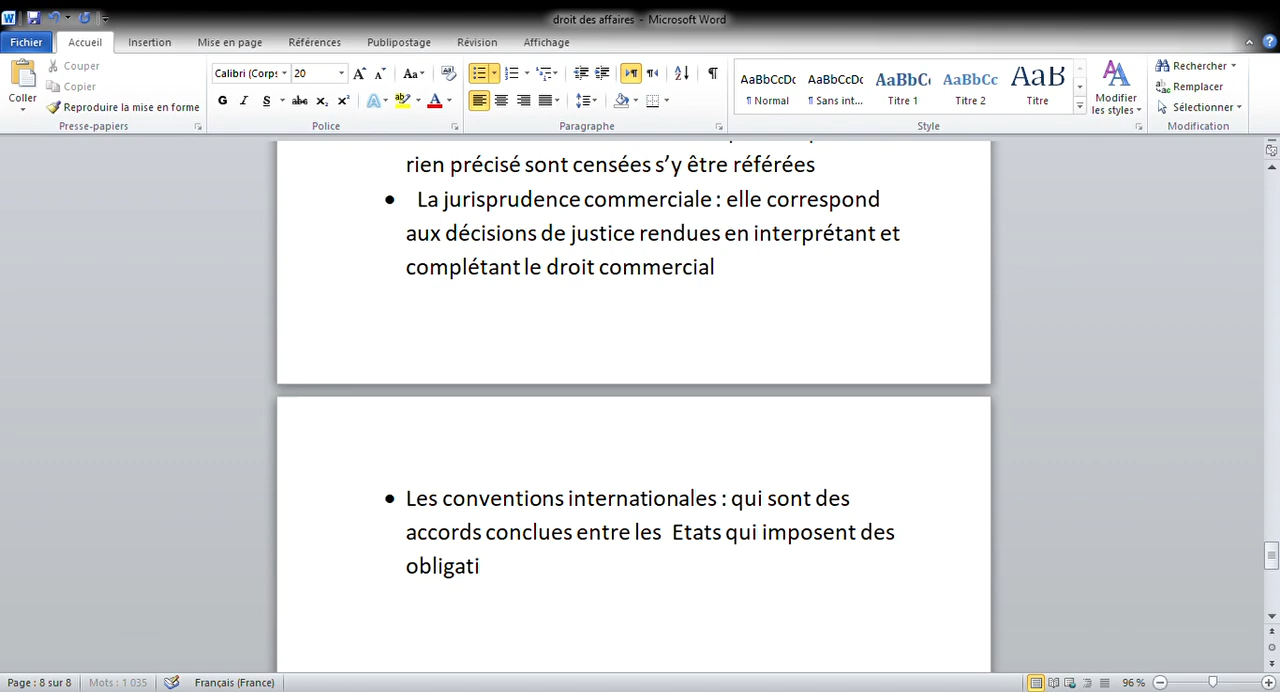 droit des affaires - Microsoft Word
Fichier Accueil Insertion Mise en page Références Publipostage Révision Affichage
Coller
Couper
Copier
Reproduire la mise en forme
Presse-papiers
Calibri (Corps 20
G I S abc x₂ x²
Police
Paragraphe
AaBbCcDc AaBbCcDc AaBbC( AaBbCc AaB
¶ Normal ¶ Sans int... Titre 1 Titre 2 Titre
Modifier
les styles
Style
Rechercher
Remplacer
Sélectionner
Modification
rien précisé sont censées s’y être référées
• La jurisprudence commerciale : elle correspond
aux décisions de justice rendues en interprétant et
complétant le droit commercial
• Les conventions internationales : qui sont des
accords conclues entre les Etats qui imposent des
obligati
Page : 8 sur 8 Mots : 1 035 Français (France) 96 %